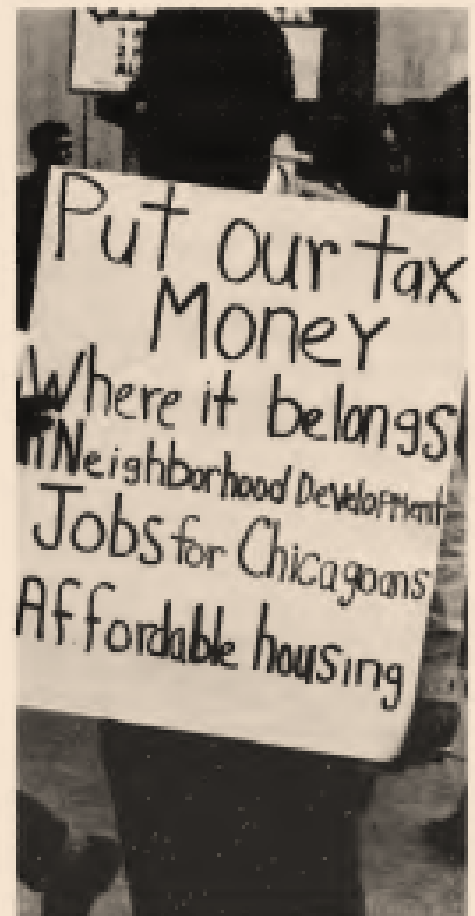 Put our tax
Money
Where it belongs
Neighborhood Development
Jobs for Chicagoans
Affordable housing